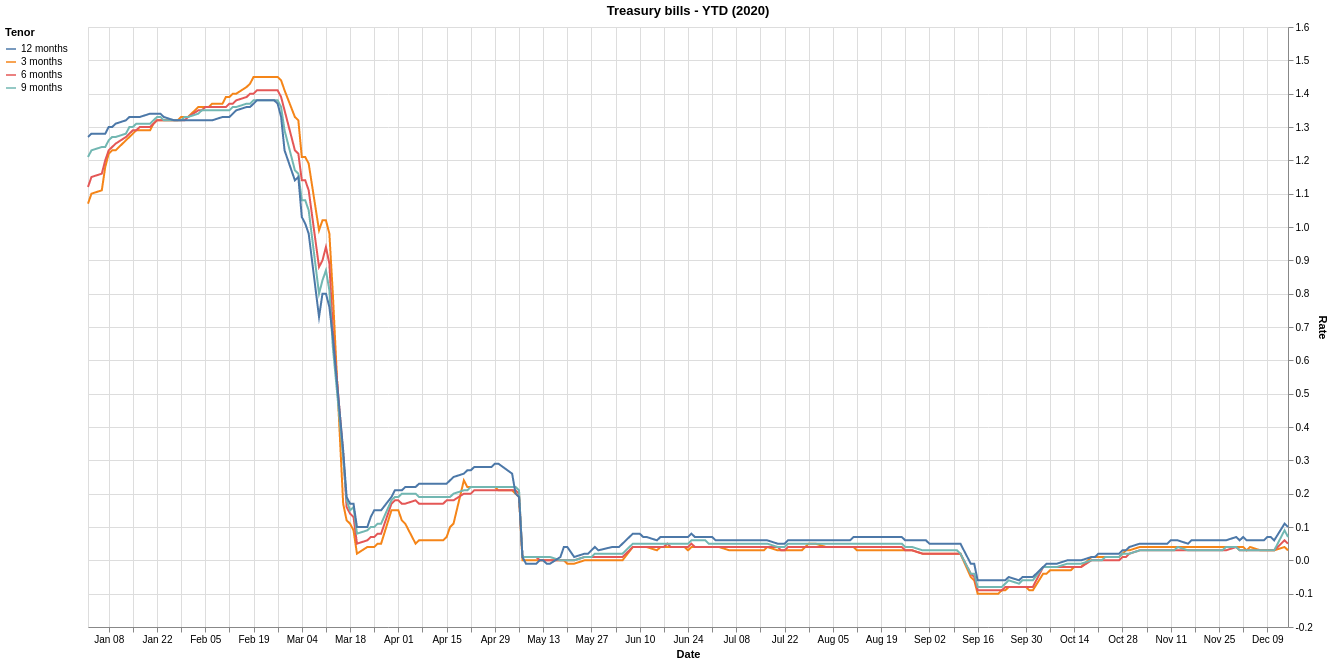 Treasury bills - YTD (2020)
Tenor
12 months
3 months
6 months
9 months
1.6
1.5
1.4
1.3
1.2
1.1
1.0
0.9
0.8
0.7
0.6
0.5
0.4
0.3
0.2
0.1
0.0
-0.1
-0.2
Rate
Jan 08 Jan 22 Feb 05 Feb 19 Mar 04 Mar 18 Apr 01 Apr 15 Apr 29 May 13 May 27 Jun 10 Jun 24 Jul 08 Jul 22 Aug 05 Aug 19 Sep 02 Sep 16 Sep 30 Oct 14 Oct 28 Nov 11 Nov 25 Dec 09
Date